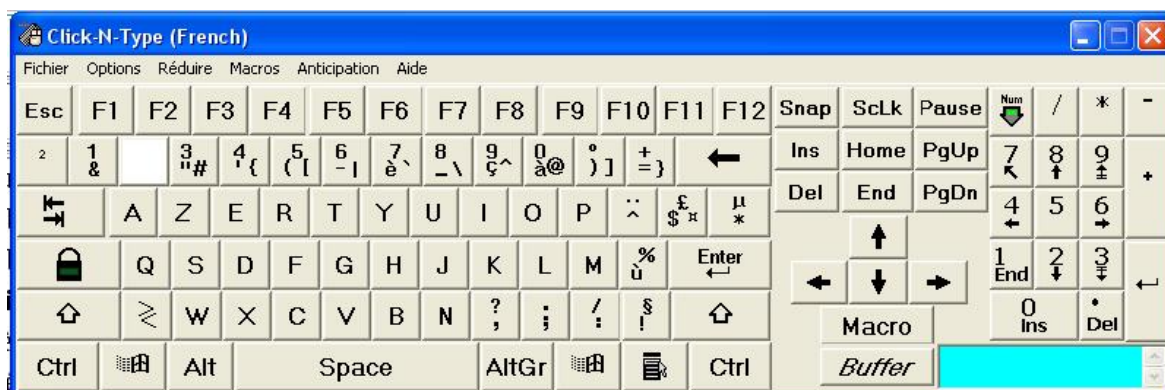 Click-N-Type (French)
Fichier Options Réduire Macros Anticipation Aide
Esc F1 F2 F3 F4 F5 F6 F7 F8 F9 F10 F11 F12 Snap ScLk Pause Num / * -
² 1 & 3 " # 4 ' { 5 ( [ 6 - | 7 è ` 8 _ \ 9 ç ^ 0 à @ ° ) ] + = } Ins Home PgUp 7 8 9 +
A Z E R T Y U I O P ¨ ^ £ $ ¤ µ * Del End PgDn 4 5 6
Q S D F G H J K L M % ù Enter 1 End 2 3
> < W X C V B N ? , . ; / : § ! Macro 0 Ins . Del
Ctrl Alt Space AltGr Ctrl Buffer